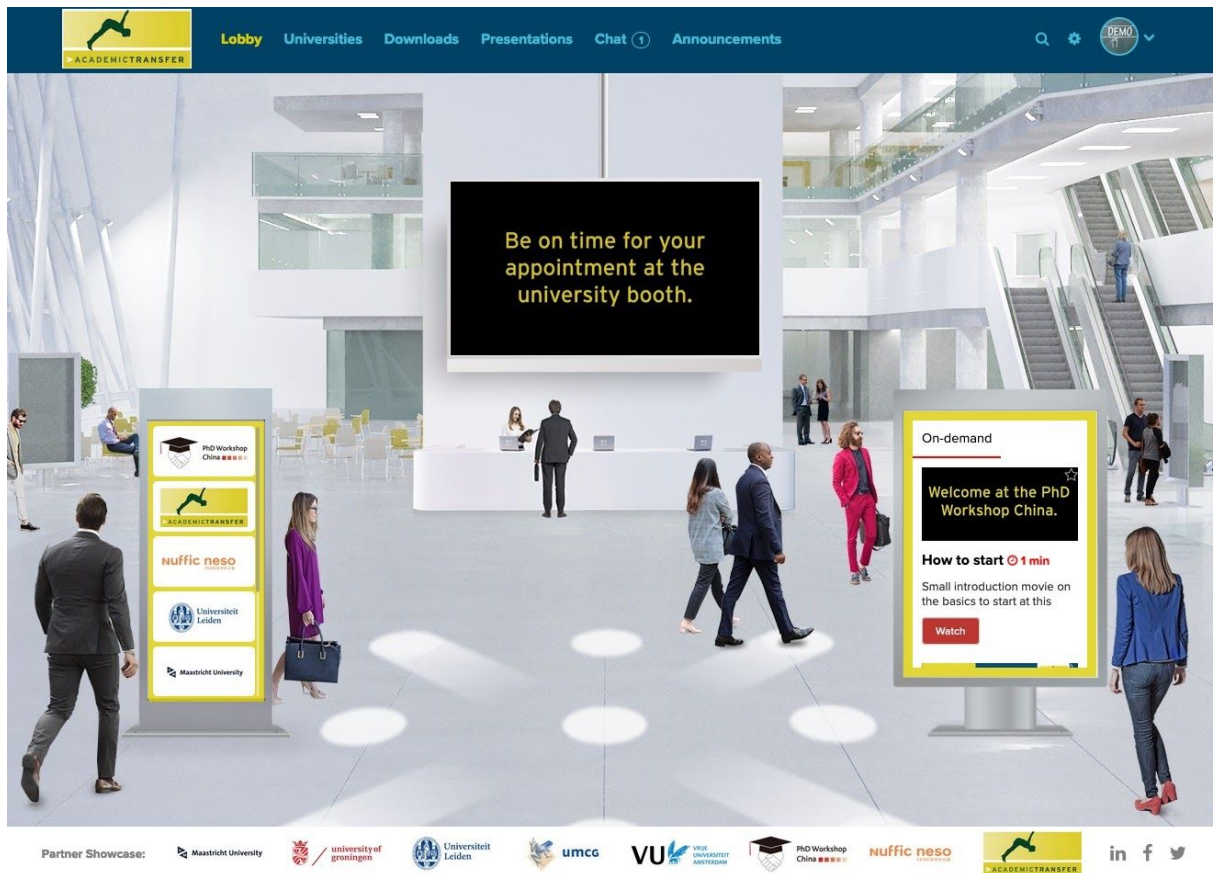 ACADEMICTRANSFER
Lobby Universities Downloads Presentations Chat 1 Announcements
DEMO
Be on time for your
appointment at the
university booth.
PhD Workshop
China
ACADEMICTRANSFER
nuffic neso
Universiteit
Leiden
Maastricht University
On-demand
Welcome at the PhD
Workshop China.
How to start 1 min
Small introduction movie on
the basics to start at this
Watch
Partner Showcase:
Maastricht University
university of
groningen
Universiteit
Leiden
umcg
VU
VRIJE
UNIVERSITEIT
AMSTERDAM
PhD Workshop
China
nuffic neso
ACADEMICTRANSFER
in f